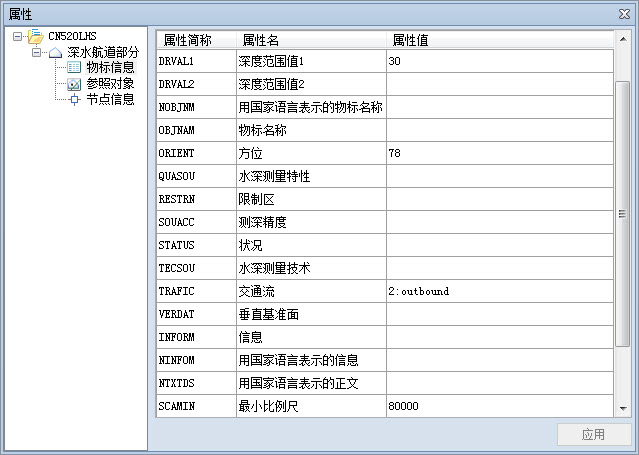 属性
CN520LHS
深水航道部分
物标信息
参照对象
节点信息
属性简称 属性名 属性值
DRVAL1 深度范围值1 30
DRVAL2 深度范围值2
NOBJNM 用国家语言表示的物标名称
OBJNAM 物标名称
ORIENT 方位 78
QUASOU 水深测量特性
RESTRN 限制区
SOUACC 测深精度
STATUS 状况
TECSOU 水深测量技术
TRAFIC 交通流 2:outbound
VERDAT 垂直基准面
INFORM 信息
NINFOM 用国家语言表示的信息
NTXTDS 用国家语言表示的正文
SCAMIN 最小比例尺 80000
应用